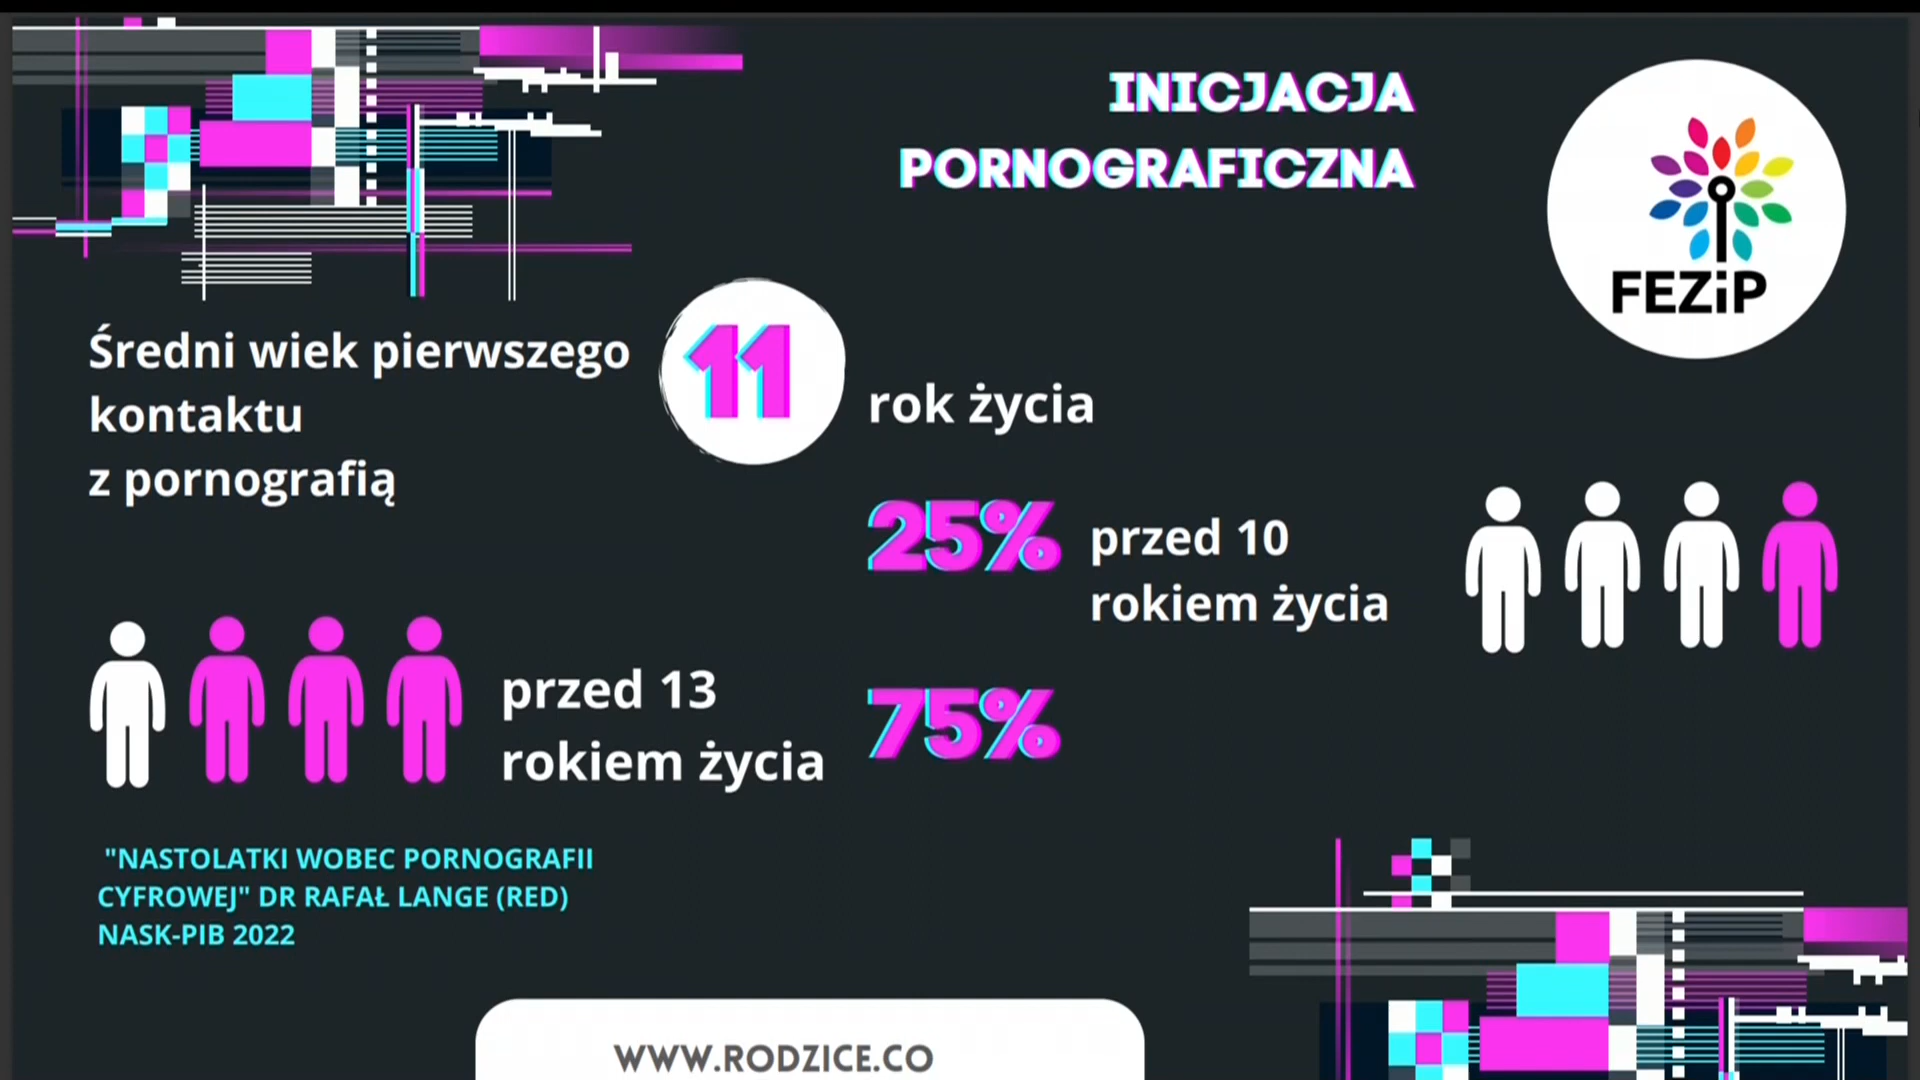 INICJACJA
PORNOGRAFICZNA
FEZiP
Średni wiek pierwszego
kontaktu
z pornografią
11
rok życia
25%
przed 10
rokiem życia
przed 13
rokiem życia
75%
"NASTOLATKI WOBEC PORNOGRAFII
CYFROWEJ" DR RAFAŁ LANGE (RED)
NASK-PIB 2022
WWW.RODZICE.CO